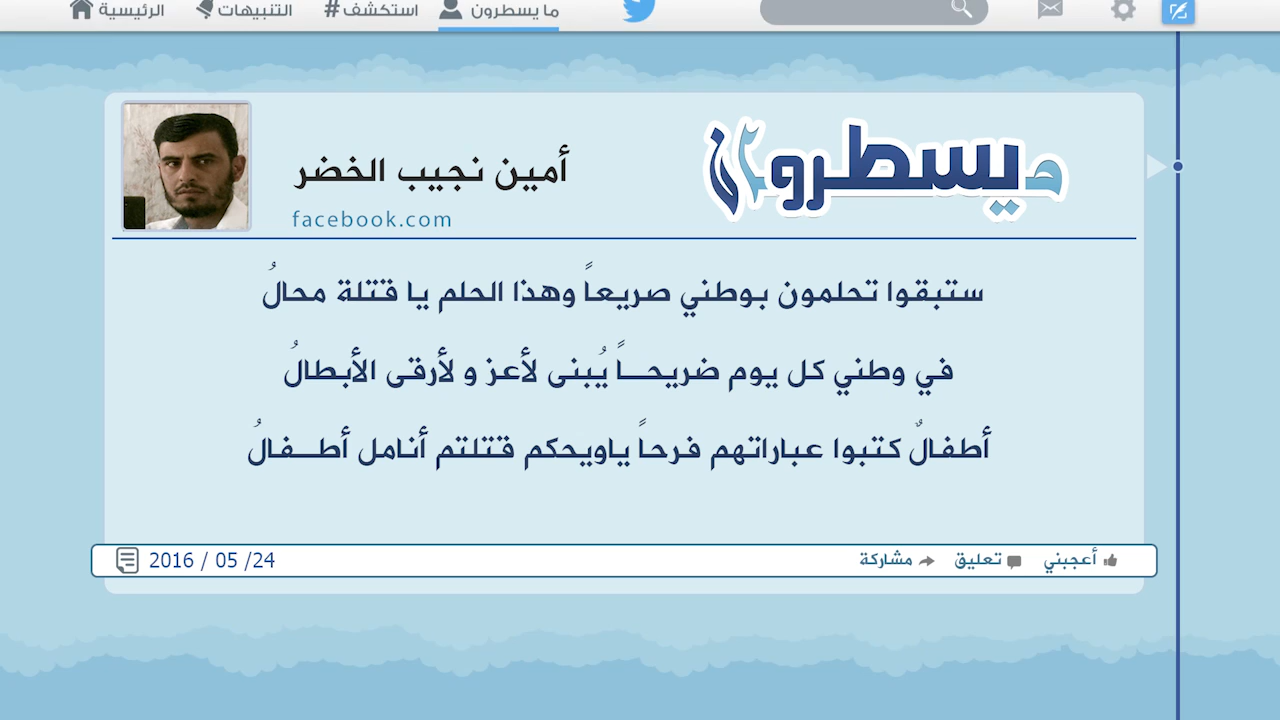 الرئيسية التنبيهات استكشف# ما يسطرون
ما يسطرون
أمين نجيب الخضر
facebook.com
ستبقوا تحلمون بوطني صريعاً وهذا الحلم يا قتلة محالُ
في وطني كل يوم ضريحـــاً يُبنى لأعز و لأرقى الأبطالُ
أطفالٌ كتبوا عباراتهم فرحاً ياويحكم قتلتم أنامل أطـــفالُ
أعجبني تعليق مشاركة
2016 / 05 /24